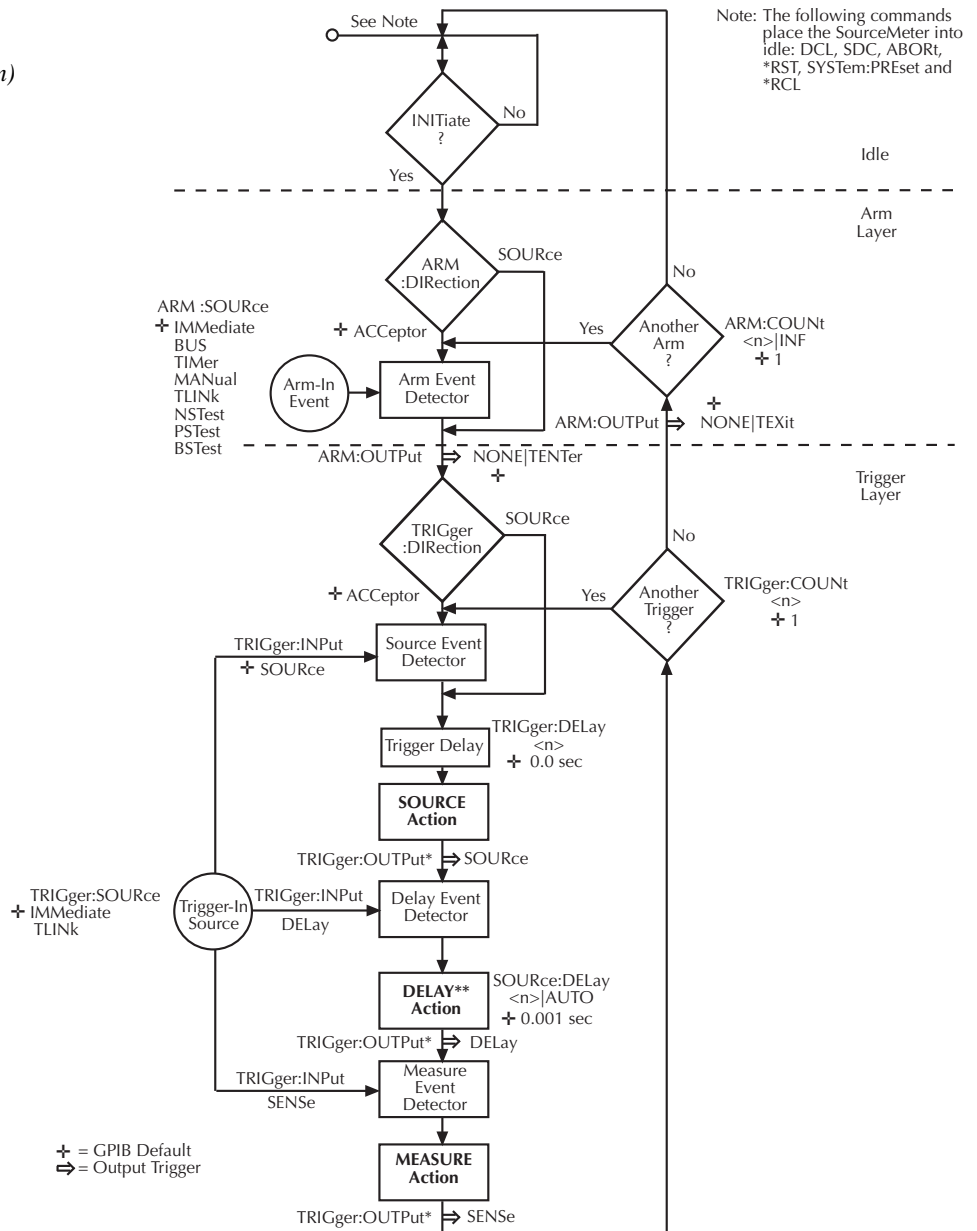 n)
See Note
Note: The following commands
place the SourceMeter into
idle: DCL, SDC, ABORt,
*RST, SYSTem:PREset and
*RCL
INITiate
?
No
Yes
Idle
Arm
Layer
ARM
:DIRection
SOURce
No
ARM :SOURce
✛ IMMediate
BUS
TIMer
MANual
TLINk
NSTest
PSTest
BSTest
✛ ACCeptor
Yes
Another
Arm
?
ARM:COUNt
<n>|INF
✛ 1
Arm-In
Event
Arm Event
Detector
✛
ARM:OUTPut ⇨ NONE|TEXit
ARM:OUTPut ⇨ NONE|TENTer
✛
Trigger
Layer
TRIGger
:DIRection
SOURce
No
✛ ACCeptor
Yes
Another
Trigger
?
TRIGger:COUNt
<n>
✛ 1
TRIGger:INPut
✛ SOURce
Source Event
Detector
Trigger Delay
TRIGger:DELay
<n>
✛ 0.0 sec
SOURCE
Action
TRIGger:OUTPut* ⇨ SOURce
TRIGger:SOURce
✛ IMMediate
TLINk
Trigger-In
Source
TRIGger:INPut
DELay
Delay Event
Detector
DELAY**
Action
SOURce:DELay
<n>|AUTO
✛ 0.001 sec
TRIGger:OUTPut* ⇨ DELay
TRIGger:INPut
SENSe
Measure
Event
Detector
✛ = GPIB Default
⇨ = Output Trigger
MEASURE
Action
TRIGger:OUTPut* ⇨ SENSe